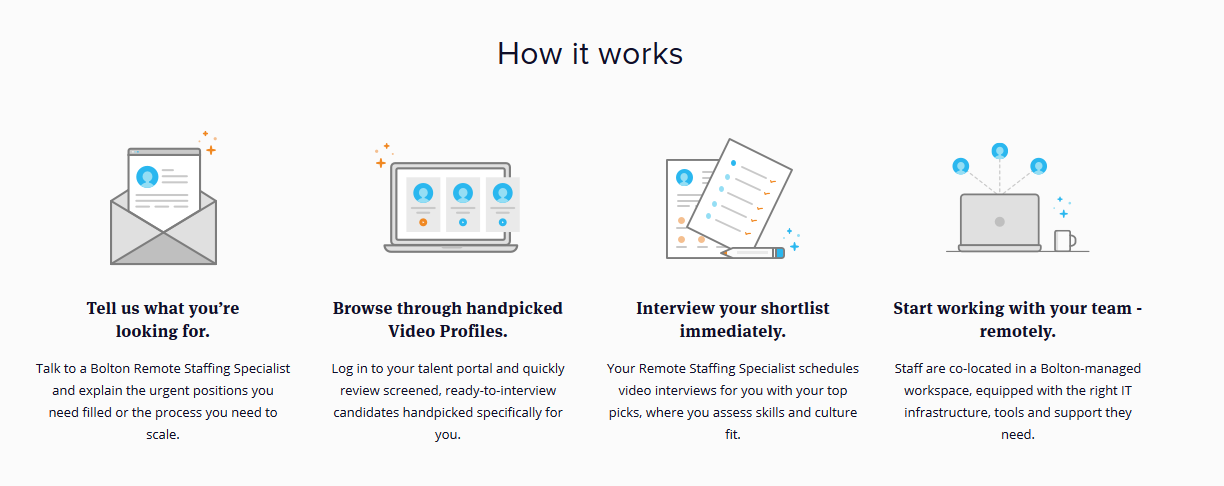 How it works
Tell us what you’re
looking for.
Talk to a Bolton Remote Staffing Specialist
and explain the urgent positions you
need filled or the process you need to
scale.
Browse through handpicked
Video Profiles.
Log in to your talent portal and quickly
review screened, ready-to-interview
candidates handpicked specifically for
you.
Interview your shortlist
immediately.
Your Remote Staffing Specialist schedules
video interviews for you with your top
picks, where you assess skills and culture
fit.
Start working with your team -
remotely.
Staff are co-located in a Bolton-managed
workspace, equipped with the right IT
infrastructure, tools and support they
need.